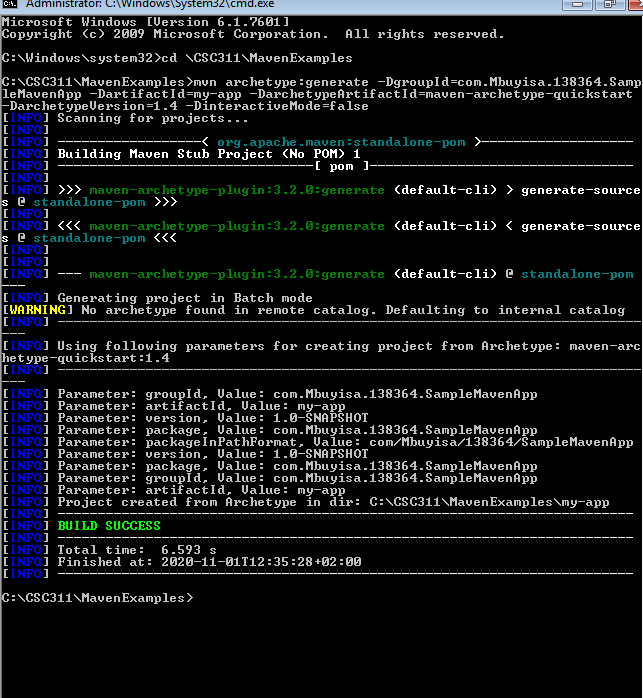 Administrator: C:\Windows\System32\cmd.exe
Microsoft Windows [Version 6.1.7601]
Copyright (c) 2009 Microsoft Corporation.  All rights reserved.
C:\Windows\system32>cd \CSC311\MavenExamples
C:\CSC311\MavenExamples>mvn archetype:generate -DgroupId=com.Mbuyisa.138364.Samp
leMavenApp -DartifactId=my-app -DarchetypeArtifactId=maven-archetype-quickstart
-DarchetypeVersion=1.4 -DinteractiveMode=false
[INFO] Scanning for projects...
[INFO]
[INFO] ------------------< org.apache.maven:standalone-pom >-------------------
[INFO] Building Maven Stub Project (No POM) 1
[INFO] --------------------------------[ pom ]---------------------------------
[INFO]
[INFO] >>> maven-archetype-plugin:3.2.0:generate (default-cli) > generate-source
s @ standalone-pom >>>
[INFO]
[INFO] <<< maven-archetype-plugin:3.2.0:generate (default-cli) < generate-source
s @ standalone-pom <<<
[INFO]
[INFO]
[INFO] --- maven-archetype-plugin:3.2.0:generate (default-cli) @ standalone-pom
---
[INFO] Generating project in Batch mode
[WARNING] No archetype found in remote catalog. Defaulting to internal catalog
[INFO] ------------------------------------------------------------------------
---
[INFO] Using following parameters for creating project from Archetype: maven-arc
hetype-quickstart:1.4
[INFO] ------------------------------------------------------------------------
---
[INFO] Parameter: groupId, Value: com.Mbuyisa.138364.SampleMavenApp
[INFO] Parameter: artifactId, Value: my-app
[INFO] Parameter: version, Value: 1.0-SNAPSHOT
[INFO] Parameter: package, Value: com.Mbuyisa.138364.SampleMavenApp
[INFO] Parameter: packageInPathFormat, Value: com/Mbuyisa/138364/SampleMavenApp
[INFO] Parameter: version, Value: 1.0-SNAPSHOT
[INFO] Parameter: package, Value: com.Mbuyisa.138364.SampleMavenApp
[INFO] Parameter: groupId, Value: com.Mbuyisa.138364.SampleMavenApp
[INFO] Parameter: artifactId, Value: my-app
[INFO] Project created from Archetype in dir: C:\CSC311\MavenExamples\my-app
[INFO] ------------------------------------------------------------------------
[INFO] BUILD SUCCESS
[INFO] ------------------------------------------------------------------------
[INFO] Total time:  6.593 s
[INFO] Finished at: 2020-11-01T12:35:28+02:00
[INFO] ------------------------------------------------------------------------
C:\CSC311\MavenExamples>